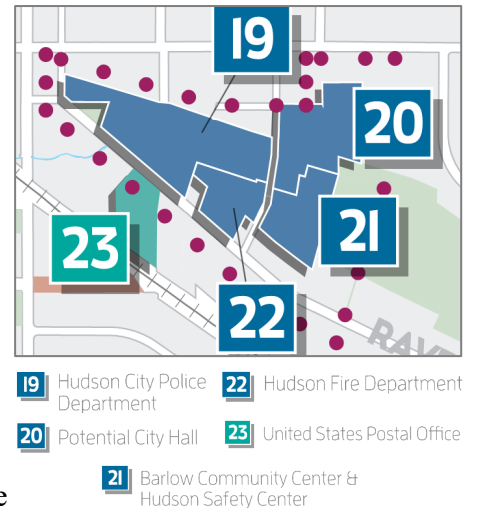 19
20
21
23
22
RAVE
19 Hudson City Police
Department
22 Hudson Fire Department
20 Potential City Hall
23 United States Postal Office
21 Barlow Community Center &
Hudson Safety Center
e